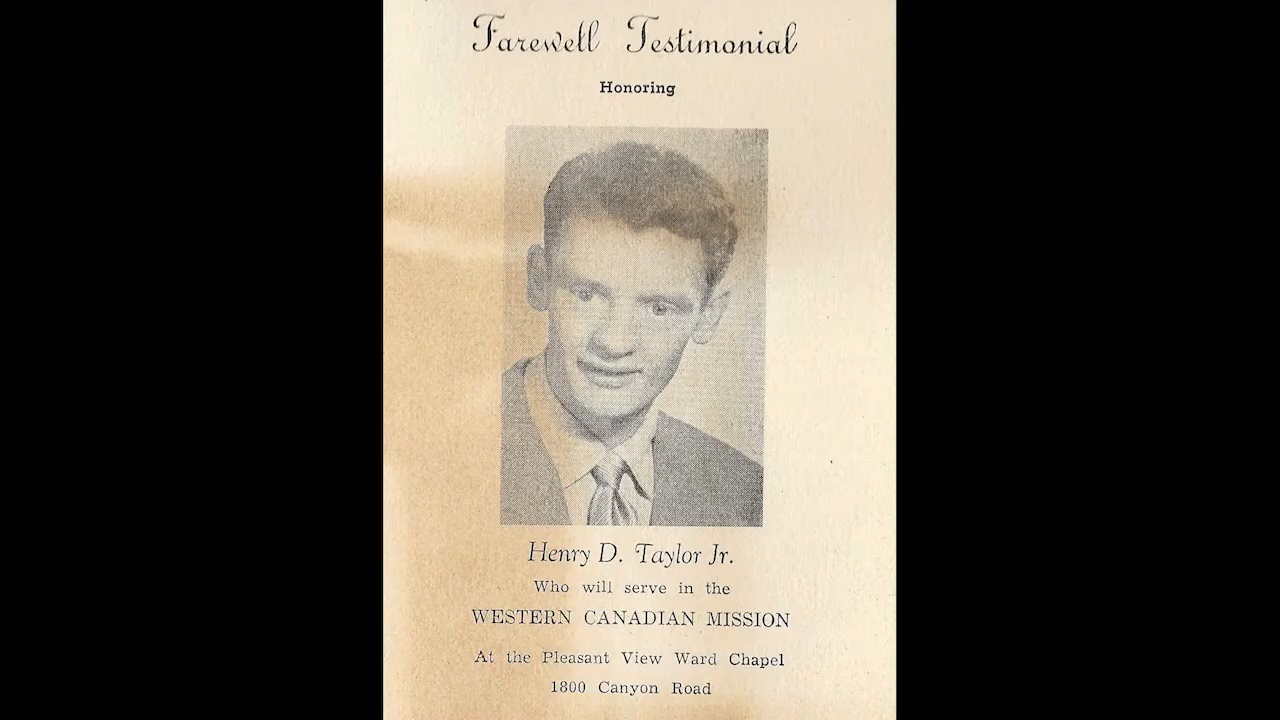 Farewell Testimonial
Honoring
Henry D. Taylor Jr.
Who will serve in the
WESTERN CANADIAN MISSION
At the Pleasant View Ward Chapel
1800 Canyon Road